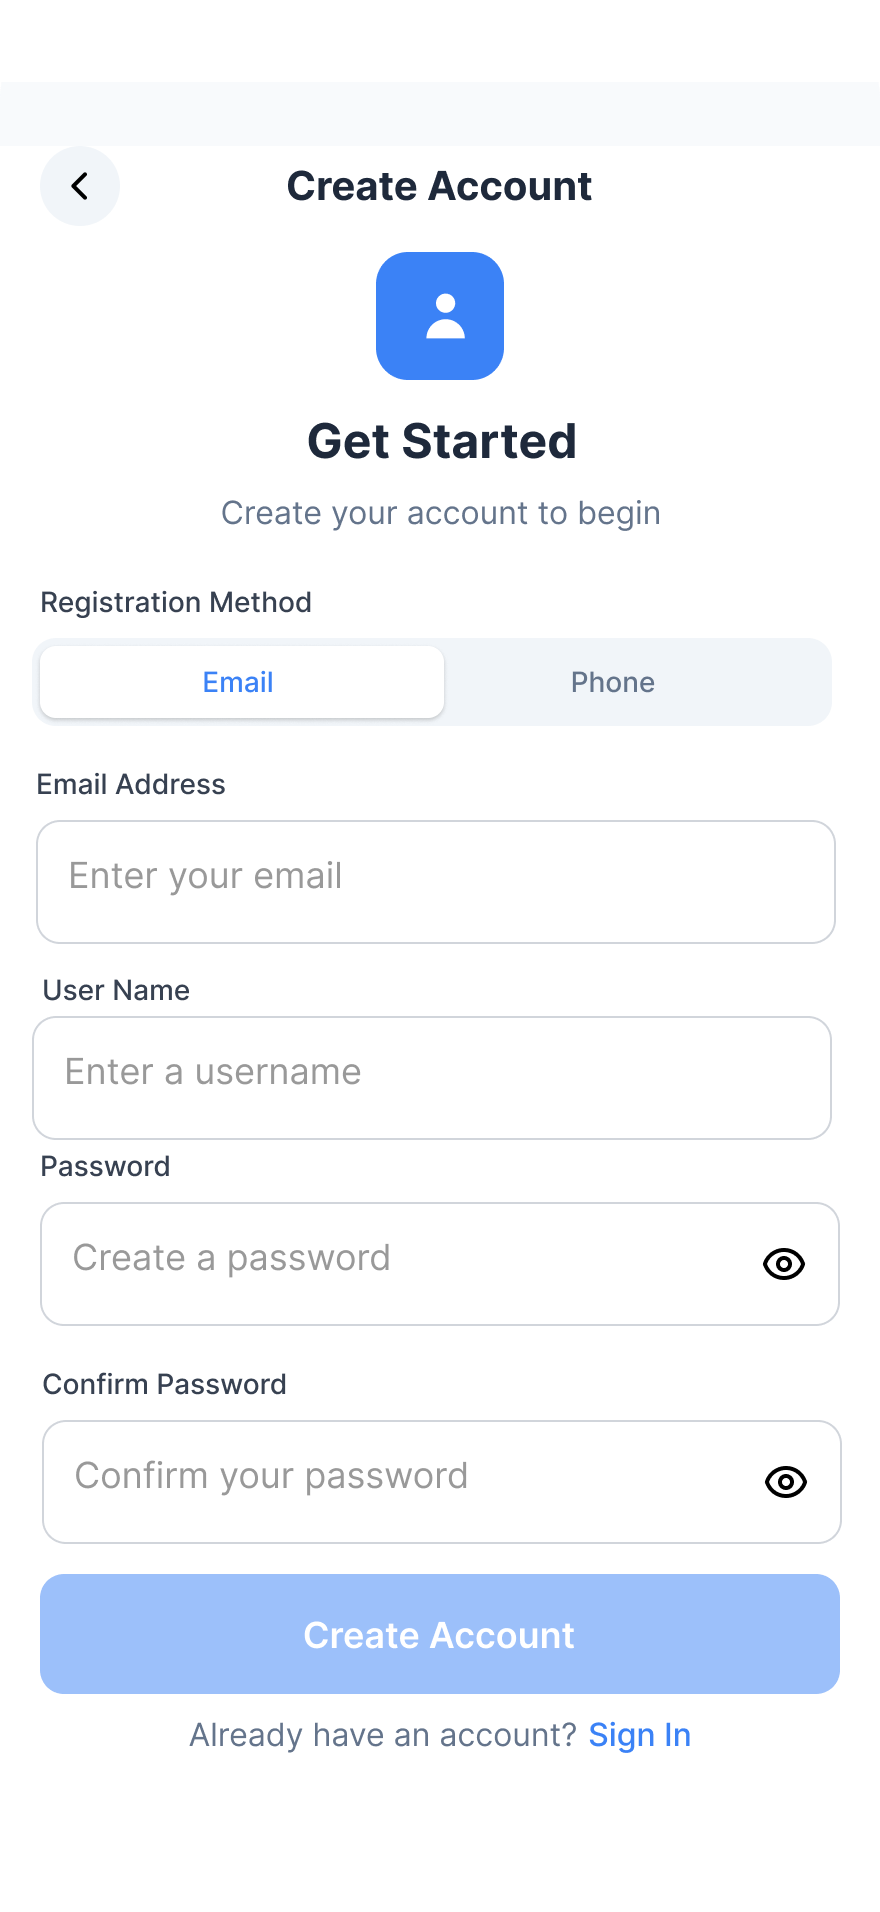 Create Account
Get Started
Create your account to begin
Registration Method
Email Phone
Email Address
Enter your email
User Name
Enter a username
Password
Create a password
Confirm Password
Confirm your password
Create Account
Already have an account? Sign In